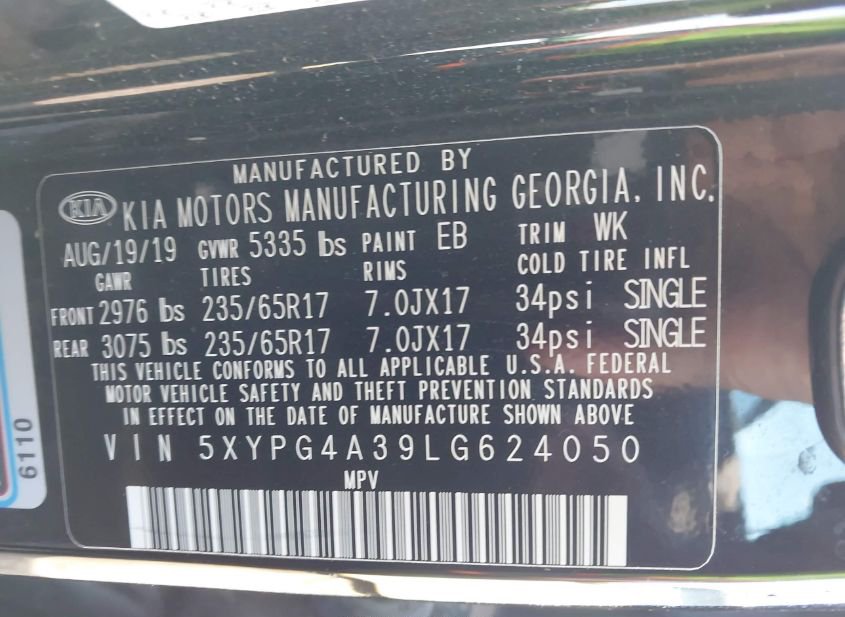 MANUFACTURED BY
KIA KIA MOTORS MANUFACTURING GEORGIA, INC.
AUG/19/19 GVWR 5335 lbs PAINT EB TRIM WK
GAWR TIRES RIMS COLD TIRE INFL
FRONT 2976 lbs 235/65R17 7.0JX17 34psi SINGLE
REAR 3075 lbs 235/65R17 7.0JX17 34psi SINGLE
THIS VEHICLE CONFORMS TO ALL APPLICABLE U.S.A. FEDERAL
MOTOR VEHICLE SAFETY AND THEFT PREVENTION STANDARDS
IN EFFECT ON THE DATE OF MANUFACTURE SHOWN ABOVE
VIN 5XYPG4A39LG624050
MPV
6110